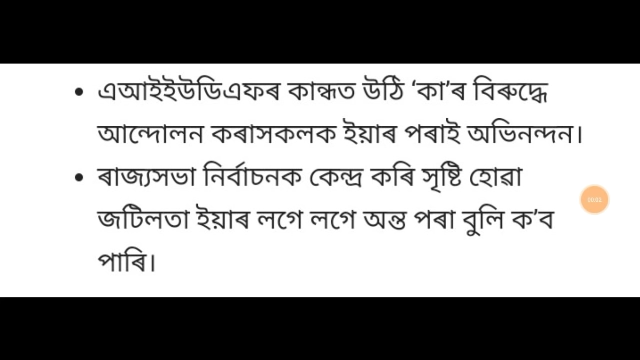 • এআইইউডিএফৰ কান্ধত উঠি ‘কা’ৰ বিৰুদ্ধে
আন্দোলন কৰাসকলক ইয়াৰ পৰাই অভিনন্দন।
• ৰাজ্যসভা নিৰ্বাচনক কেন্দ্ৰ কৰি সৃষ্টি হোৱা
জটিলতা ইয়াৰ লগে লগে অন্ত পৰা বুলি ক’ব
পাৰি।